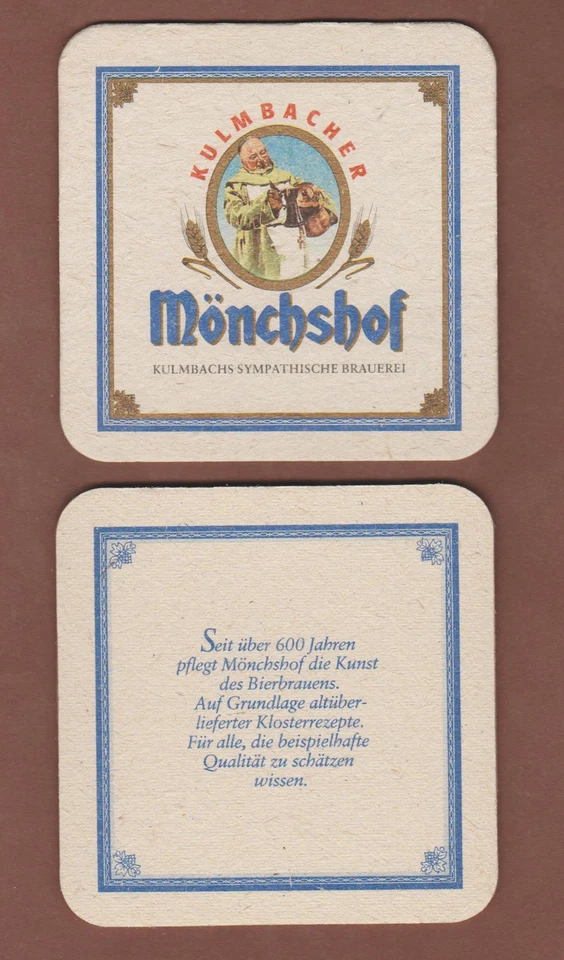 KULMBACHER
Mönchshof
KULMBACHS SYMPATHISCHE BRAUEREI
Seit über 600 Jahren
pflegt Mönchshof die Kunst
des Bierbrauens.
Auf Grundlage altüber-
lieferter Klosterrezepte.
Für alle, die beispielhafte
Qualität zu schätzen
wissen.